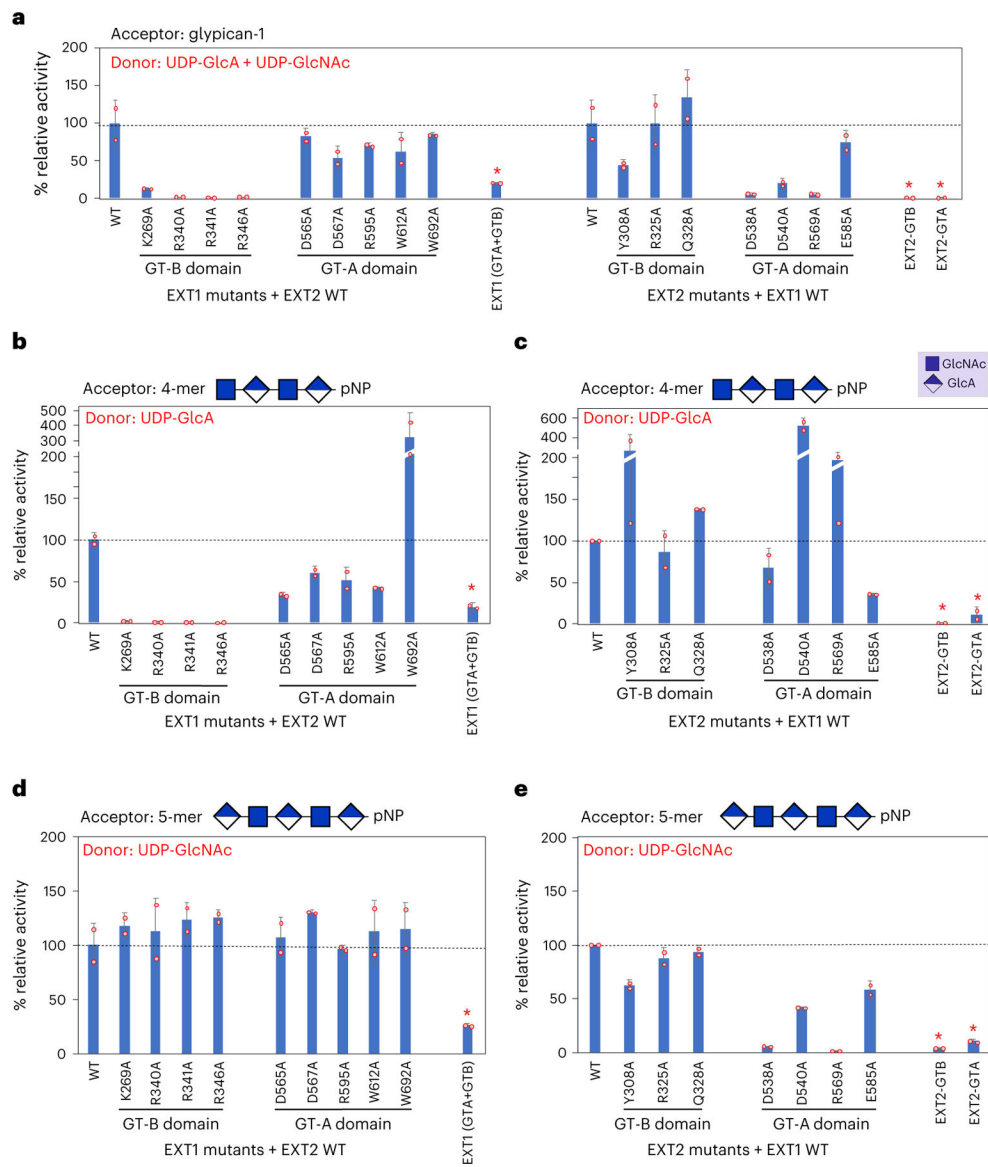 a
Acceptor: glypican-1
Donor: UDP-GlcA + UDP-GlcNAc
% relative activity
200
150
100
50
0
WT
K269A
R340A
R341A
R346A
D565A
D567A
R595A
W612A
W692A
*
EXT1 (GTA+GTB)
GT-B domain
GT-A domain
EXT1 mutants + EXT2 WT
WT
Y308A
R325A
Q328A
D538A
D540A
R569A
E585A
*
*
EXT2-GTB
EXT2-GTA
GT-B domain
GT-A domain
EXT2 mutants + EXT1 WT
b
Acceptor: 4-mer
pNP
Donor: UDP-GlcA
% relative activity
500
400
300
200
150
100
50
0
WT
K269A
R340A
R341A
R346A
D565A
D567A
R595A
W612A
W692A
*
EXT1 (GTA+GTB)
GT-B domain
GT-A domain
EXT1 mutants + EXT2 WT
c
GlcNAc
GlcA
Acceptor: 4-mer
pNP
Donor: UDP-GlcA
% relative activity
600
400
200
150
100
50
0
WT
Y308A
R325A
Q328A
D538A
D540A
R569A
E585A
*
*
EXT2-GTB
EXT2-GTA
GT-B domain
GT-A domain
EXT2 mutants + EXT1 WT
d
Acceptor: 5-mer
pNP
Donor: UDP-GlcNAc
% relative activity
200
150
100
50
0
WT
K269A
R340A
R341A
R346A
D565A
D567A
R595A
W612A
W692A
*
EXT1 (GTA+GTB)
GT-B domain
GT-A domain
EXT1 mutants + EXT2 WT
e
Acceptor: 5-mer
pNP
Donor: UDP-GlcNAc
% relative activity
200
150
100
50
0
WT
Y308A
R325A
Q328A
D538A
D540A
R569A
E585A
*
*
EXT2-GTB
EXT2-GTA
GT-B domain
GT-A domain
EXT2 mutants + EXT1 WT